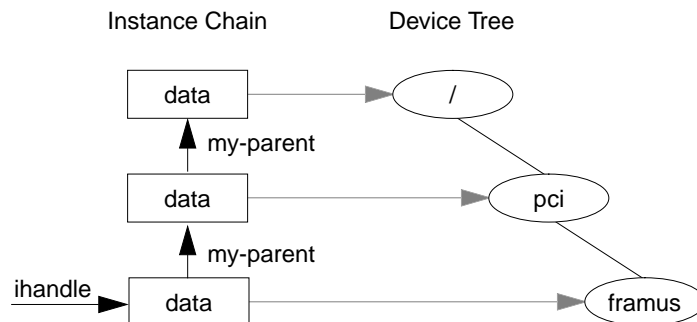 Instance Chain Device Tree
data /
my-parent
data pci
my-parent
ihandle data framus